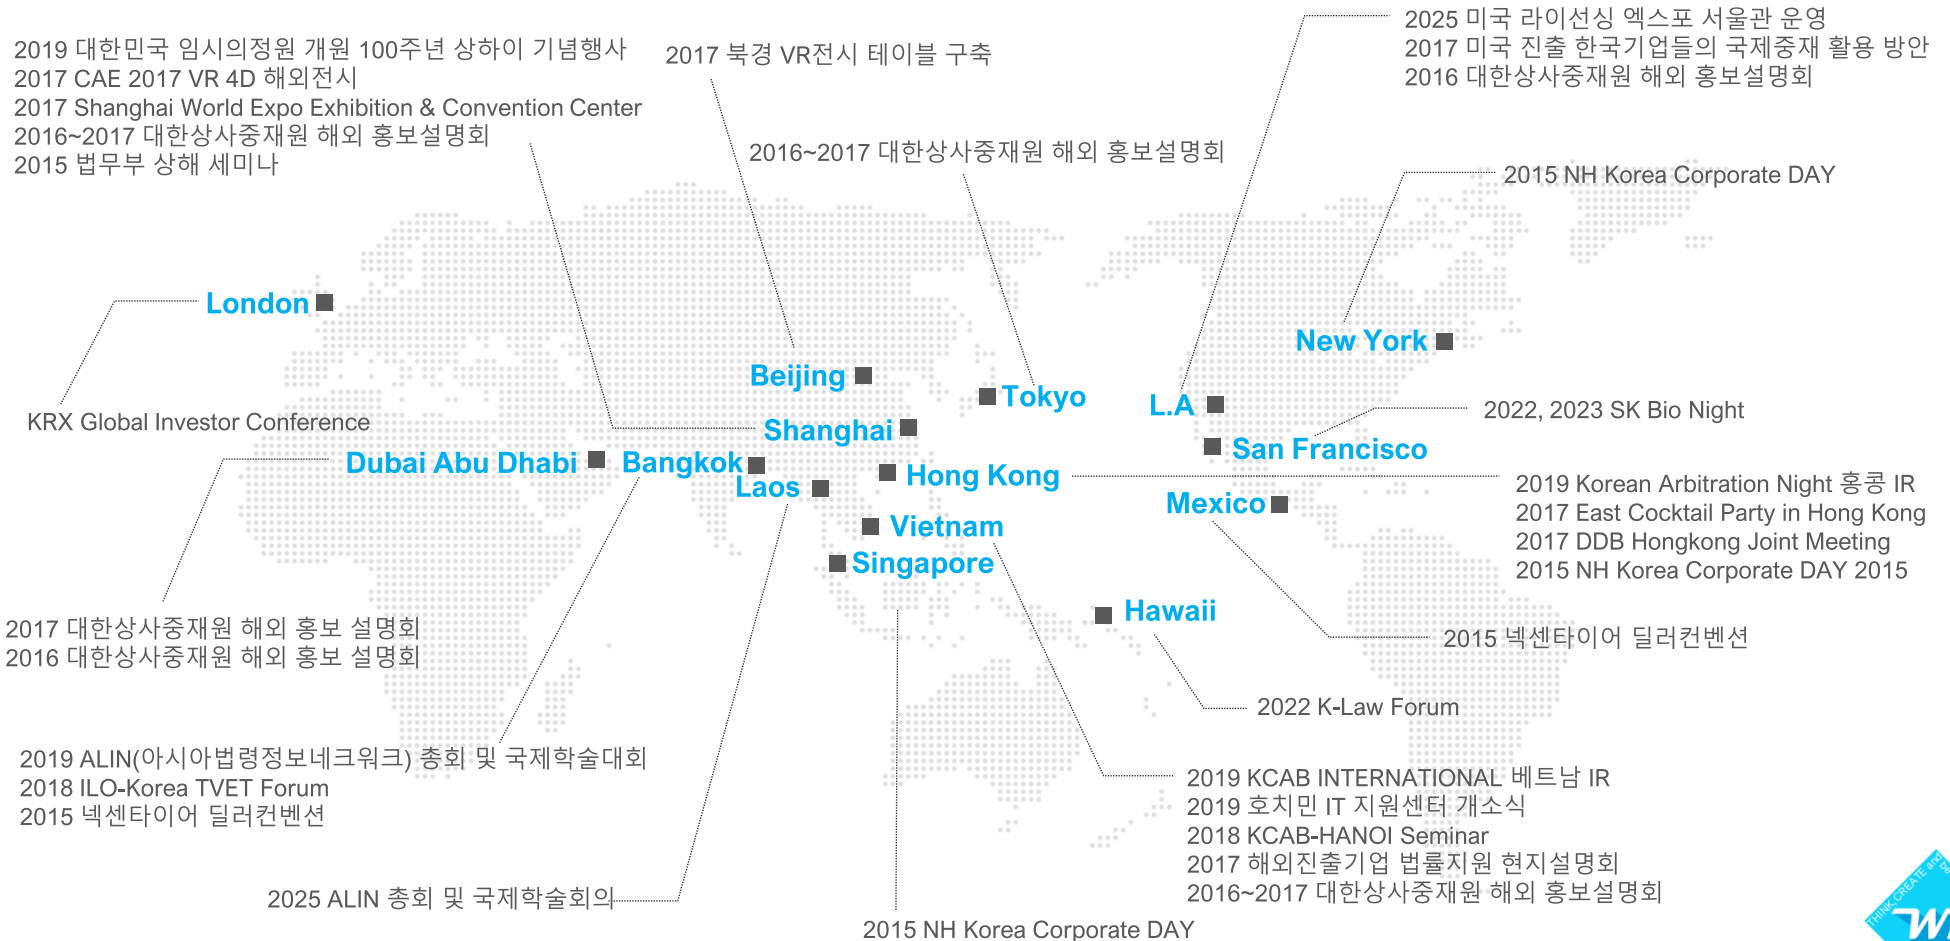 2019 대한민국 임시의정원 개원 100주년 상하이 기념행사
2017 CAE 2017 VR 4D 해외전시
2017 Shanghai World Expo Exhibition & Convention Center
2016~2017 대한상사중재원 해외 홍보설명회
2015 법무부 상해 세미나
2017 북경 VR전시 테이블 구축
2016~2017 대한상사중재원 해외 홍보설명회
2025 미국 라이선싱 엑스포 서울관 운영
2017 미국 진출 한국기업들의 국제중재 활용 방안
2016 대한상사중재원 해외 홍보설명회
2015 NH Korea Corporate DAY
London
New York
Beijing
Tokyo
L.A
KRX Global Investor Conference
2022, 2023 SK Bio Night
Shanghai
San Francisco
Dubai Abu Dhabi
Bangkok
Laos
Hong Kong
Mexico
2019 Korean Arbitration Night 홍콩 IR
2017 East Cocktail Party in Hong Kong
2017 DDB Hongkong Joint Meeting
2015 NH Korea Corporate DAY 2015
Vietnam
Singapore
Hawaii
2017 대한상사중재원 해외 홍보 설명회
2016 대한상사중재원 해외 홍보 설명회
2015 넥센타이어 딜러컨벤션
2022 K-Law Forum
2019 ALIN(아시아법령정보네크워크) 총회 및 국제학술대회
2018 ILO-Korea TVET Forum
2015 넥센타이어 딜러컨벤션
2019 KCAB INTERNATIONAL 베트남 IR
2019 호치민 IT 지원센터 개소식
2018 KCAB-HANOI Seminar
2017 해외진출기업 법률지원 현지설명회
2016~2017 대한상사중재원 해외 홍보설명회
2025 ALIN 총회 및 국제학술회의
2015 NH Korea Corporate DAY
THINK, CREATE and